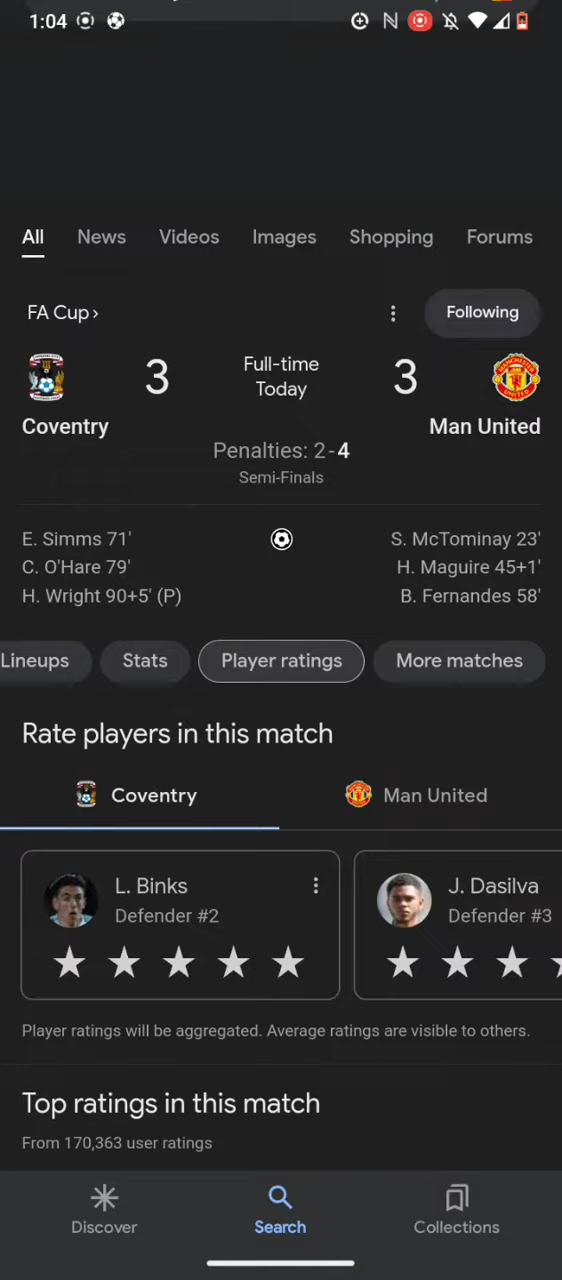 1:04
All News Videos Images Shopping Forums
FA Cup ›
Following
3 Full-time 3
Today
Coventry Man United
Penalties: 2 - 4
Semi-Finals
E. Simms 71' S. McTominay 23'
C. O'Hare 79' H. Maguire 45+1'
H. Wright 90+5' (P) B. Fernandes 58'
Lineups Stats Player ratings More matches
Rate players in this match
Coventry Man United
L. Binks J. Dasilva
Defender #2 Defender #3
Player ratings will be aggregated. Average ratings are visible to others.
Top ratings in this match
From 170,363 user ratings
Discover Search Collections